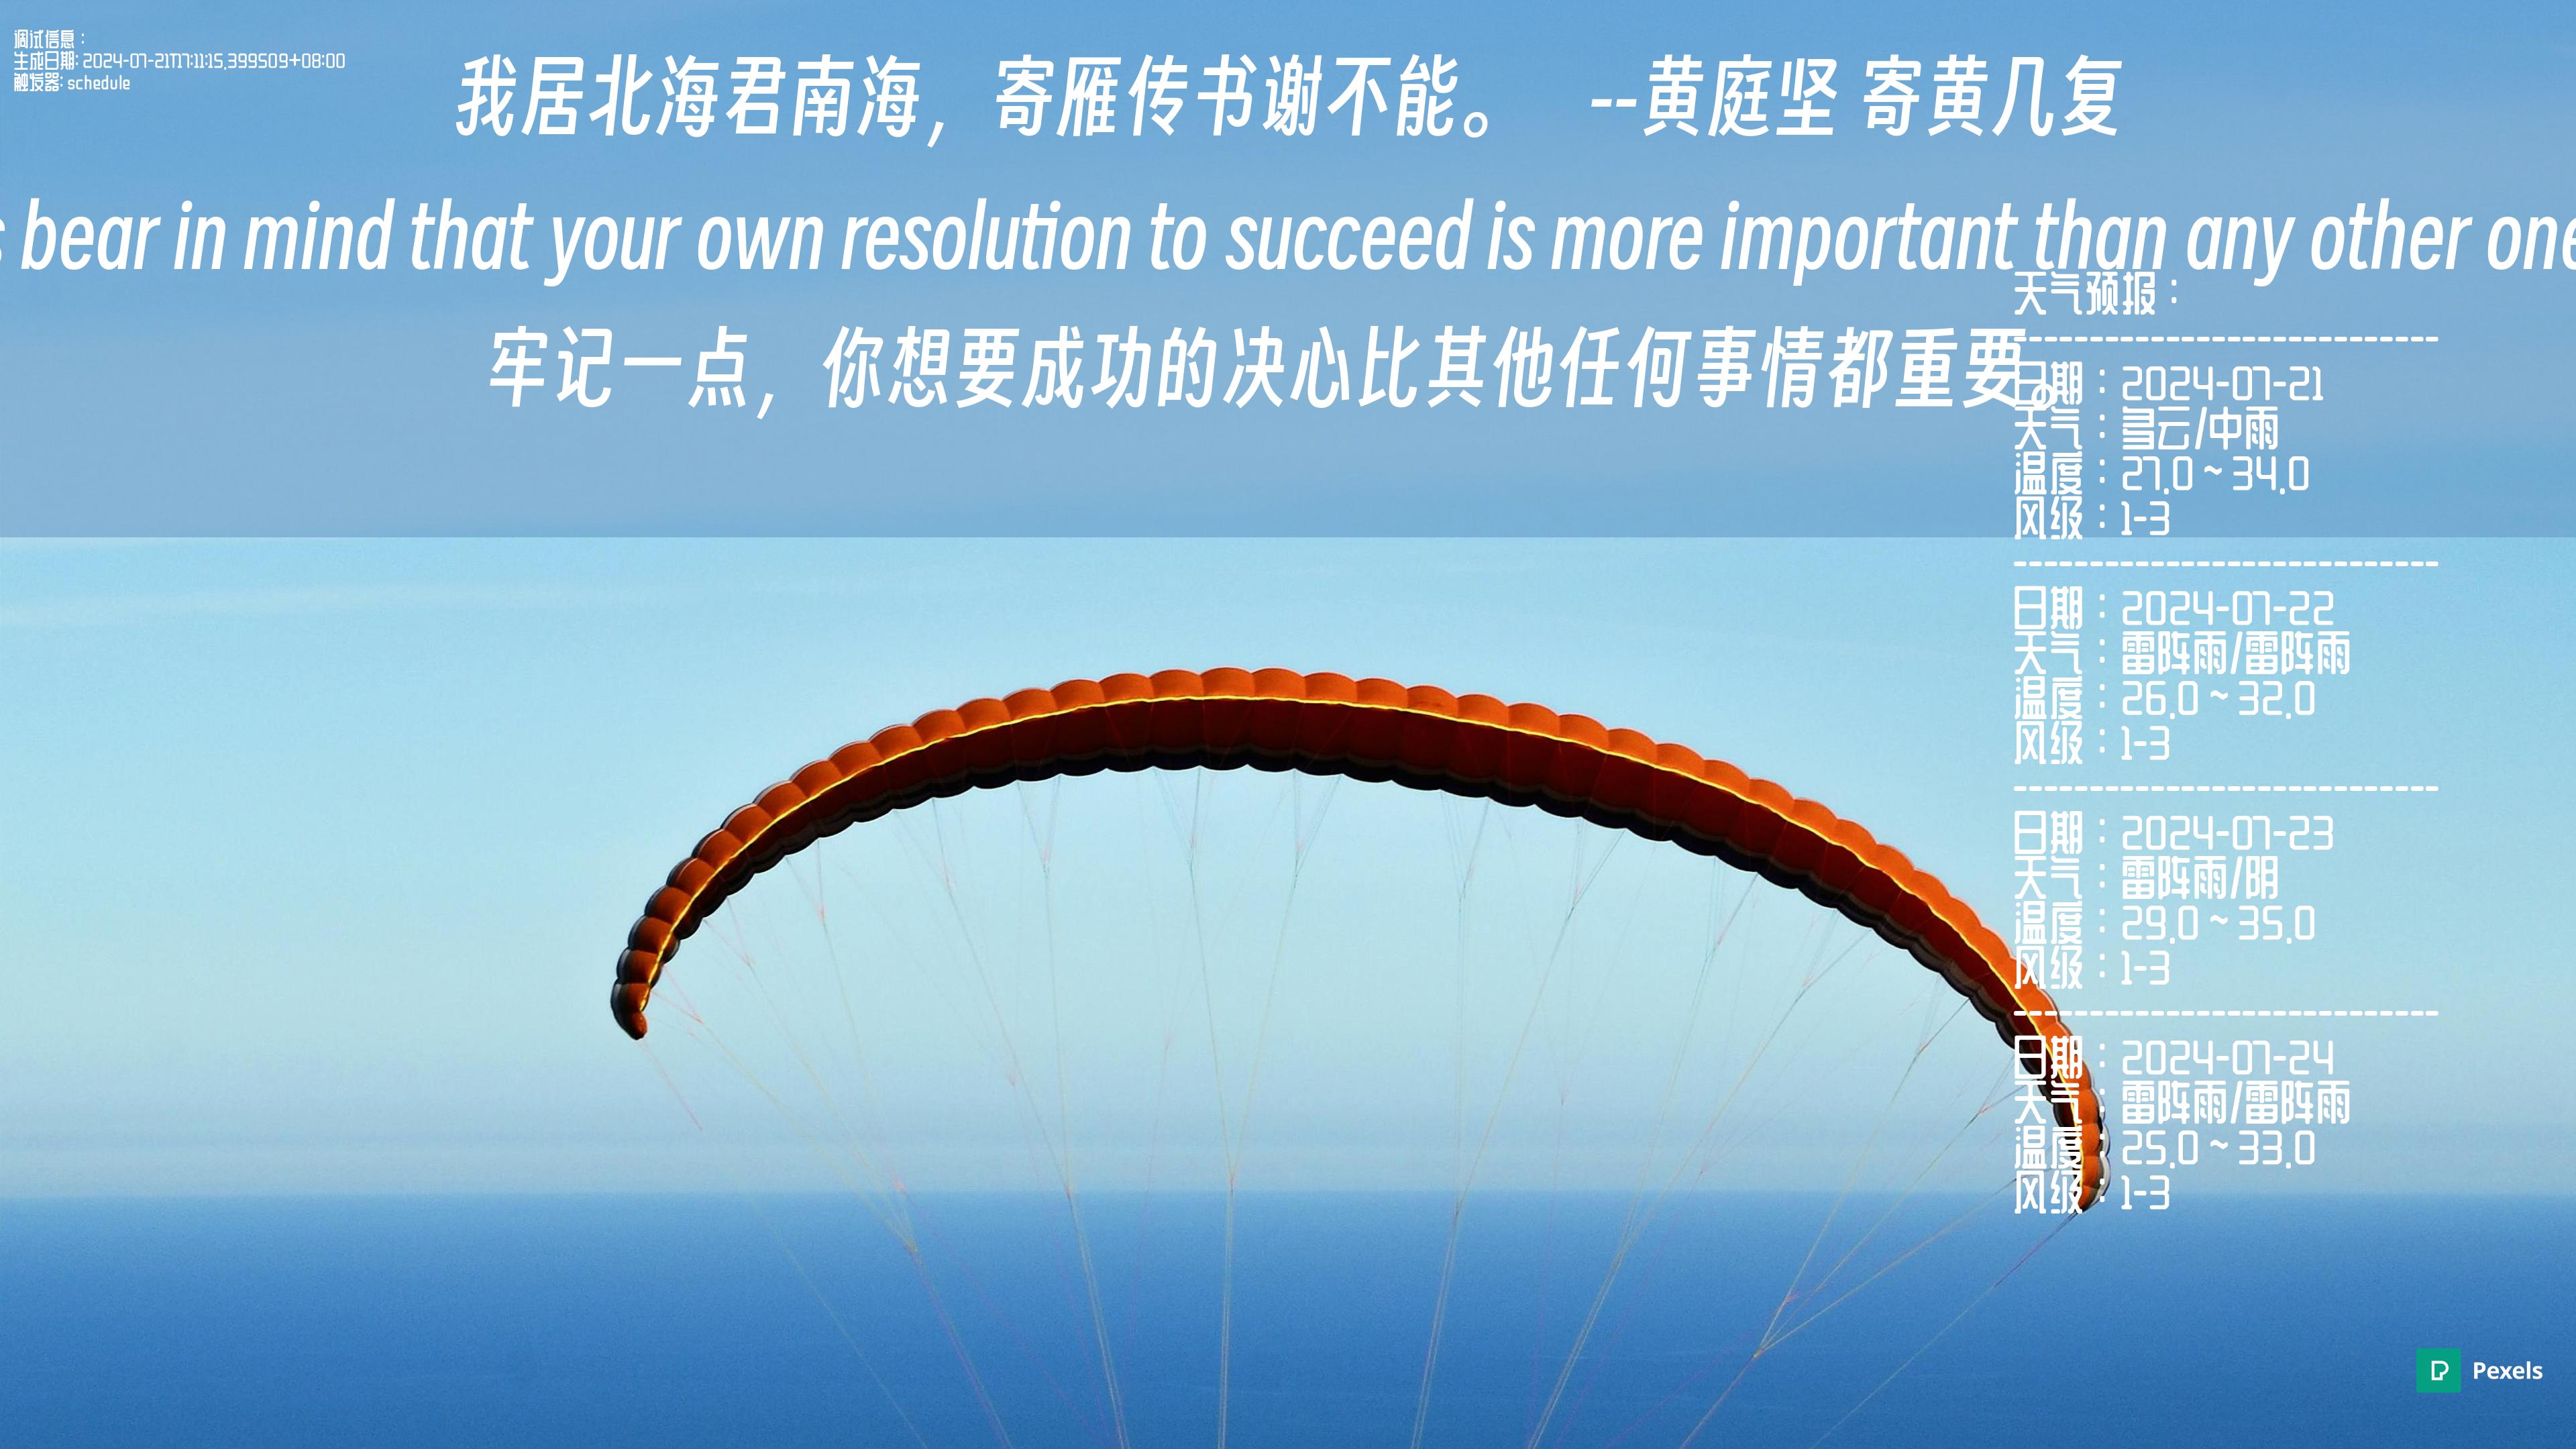 调试信息：
生成日期: 2024-07-21T17:11:15.399509+08:00
触发器: schedule
我居北海君南海，寄雁传书谢不能。 --黄庭坚 寄黄几复
bear in mind that your own resolution to succeed is more important than any other one
牢记一点，你想要成功的决心比其他任何事情都重要。
天气预报：
----------------------------
日期：2024-07-21
天气：多云/中雨
温度：27.0 ~ 34.0
风级：1-3
----------------------------
日期：2024-07-22
天气：雷阵雨/雷阵雨
温度：26.0 ~ 32.0
风级：1-3
----------------------------
日期：2024-07-23
天气：雷阵雨/阴
温度：29.0 ~ 35.0
风级：1-3
----------------------------
日期：2024-07-24
天气：雷阵雨/雷阵雨
温度：25.0 ~ 33.0
风级：1-3
Pexels